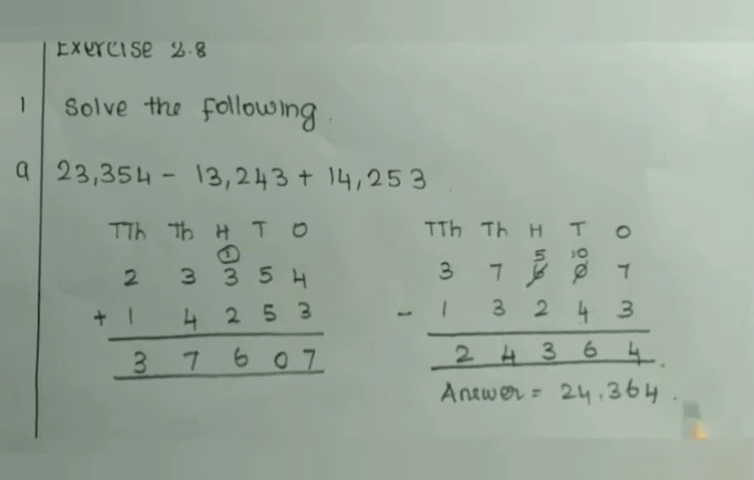 Exercise 2.8
1 Solve the following.
a 23,354 - 13,243 + 14,253
TTh Th H T O
1
2 3 3 5 4
+ 1 4 2 5 3
3 7 6 0 7
TTh Th H T O
5 10
3 7 6 0 7
- 1 3 2 4 3
2 4 3 6 4
Answer = 24,364.